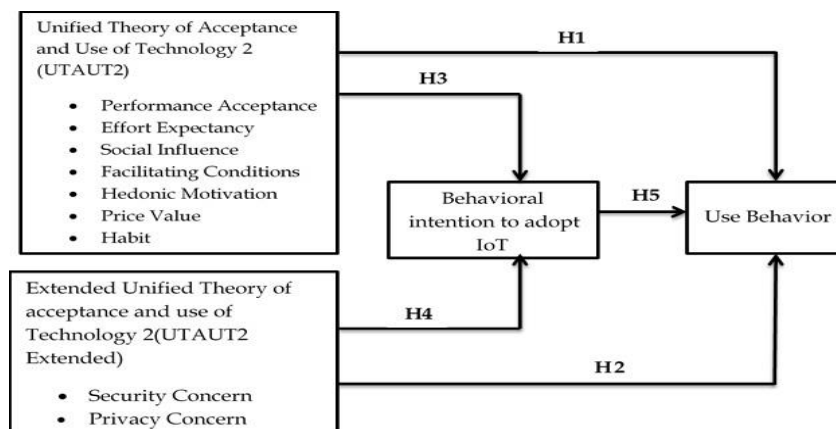 Unified Theory of Acceptance
and Use of Technology 2
(UTAUT2)
• Performance Acceptance
• Effort Expectancy
• Social Influence
• Facilitating Conditions
• Hedonic Motivation
• Price Value
• Habit
H1
H3
Behavioral
intention to adopt
IoT
H5
Use Behavior
Extended Unified Theory of
acceptance and use of
Technology 2(UTAUT2
Extended)
• Security Concern
• Privacy Concern
H4
H2